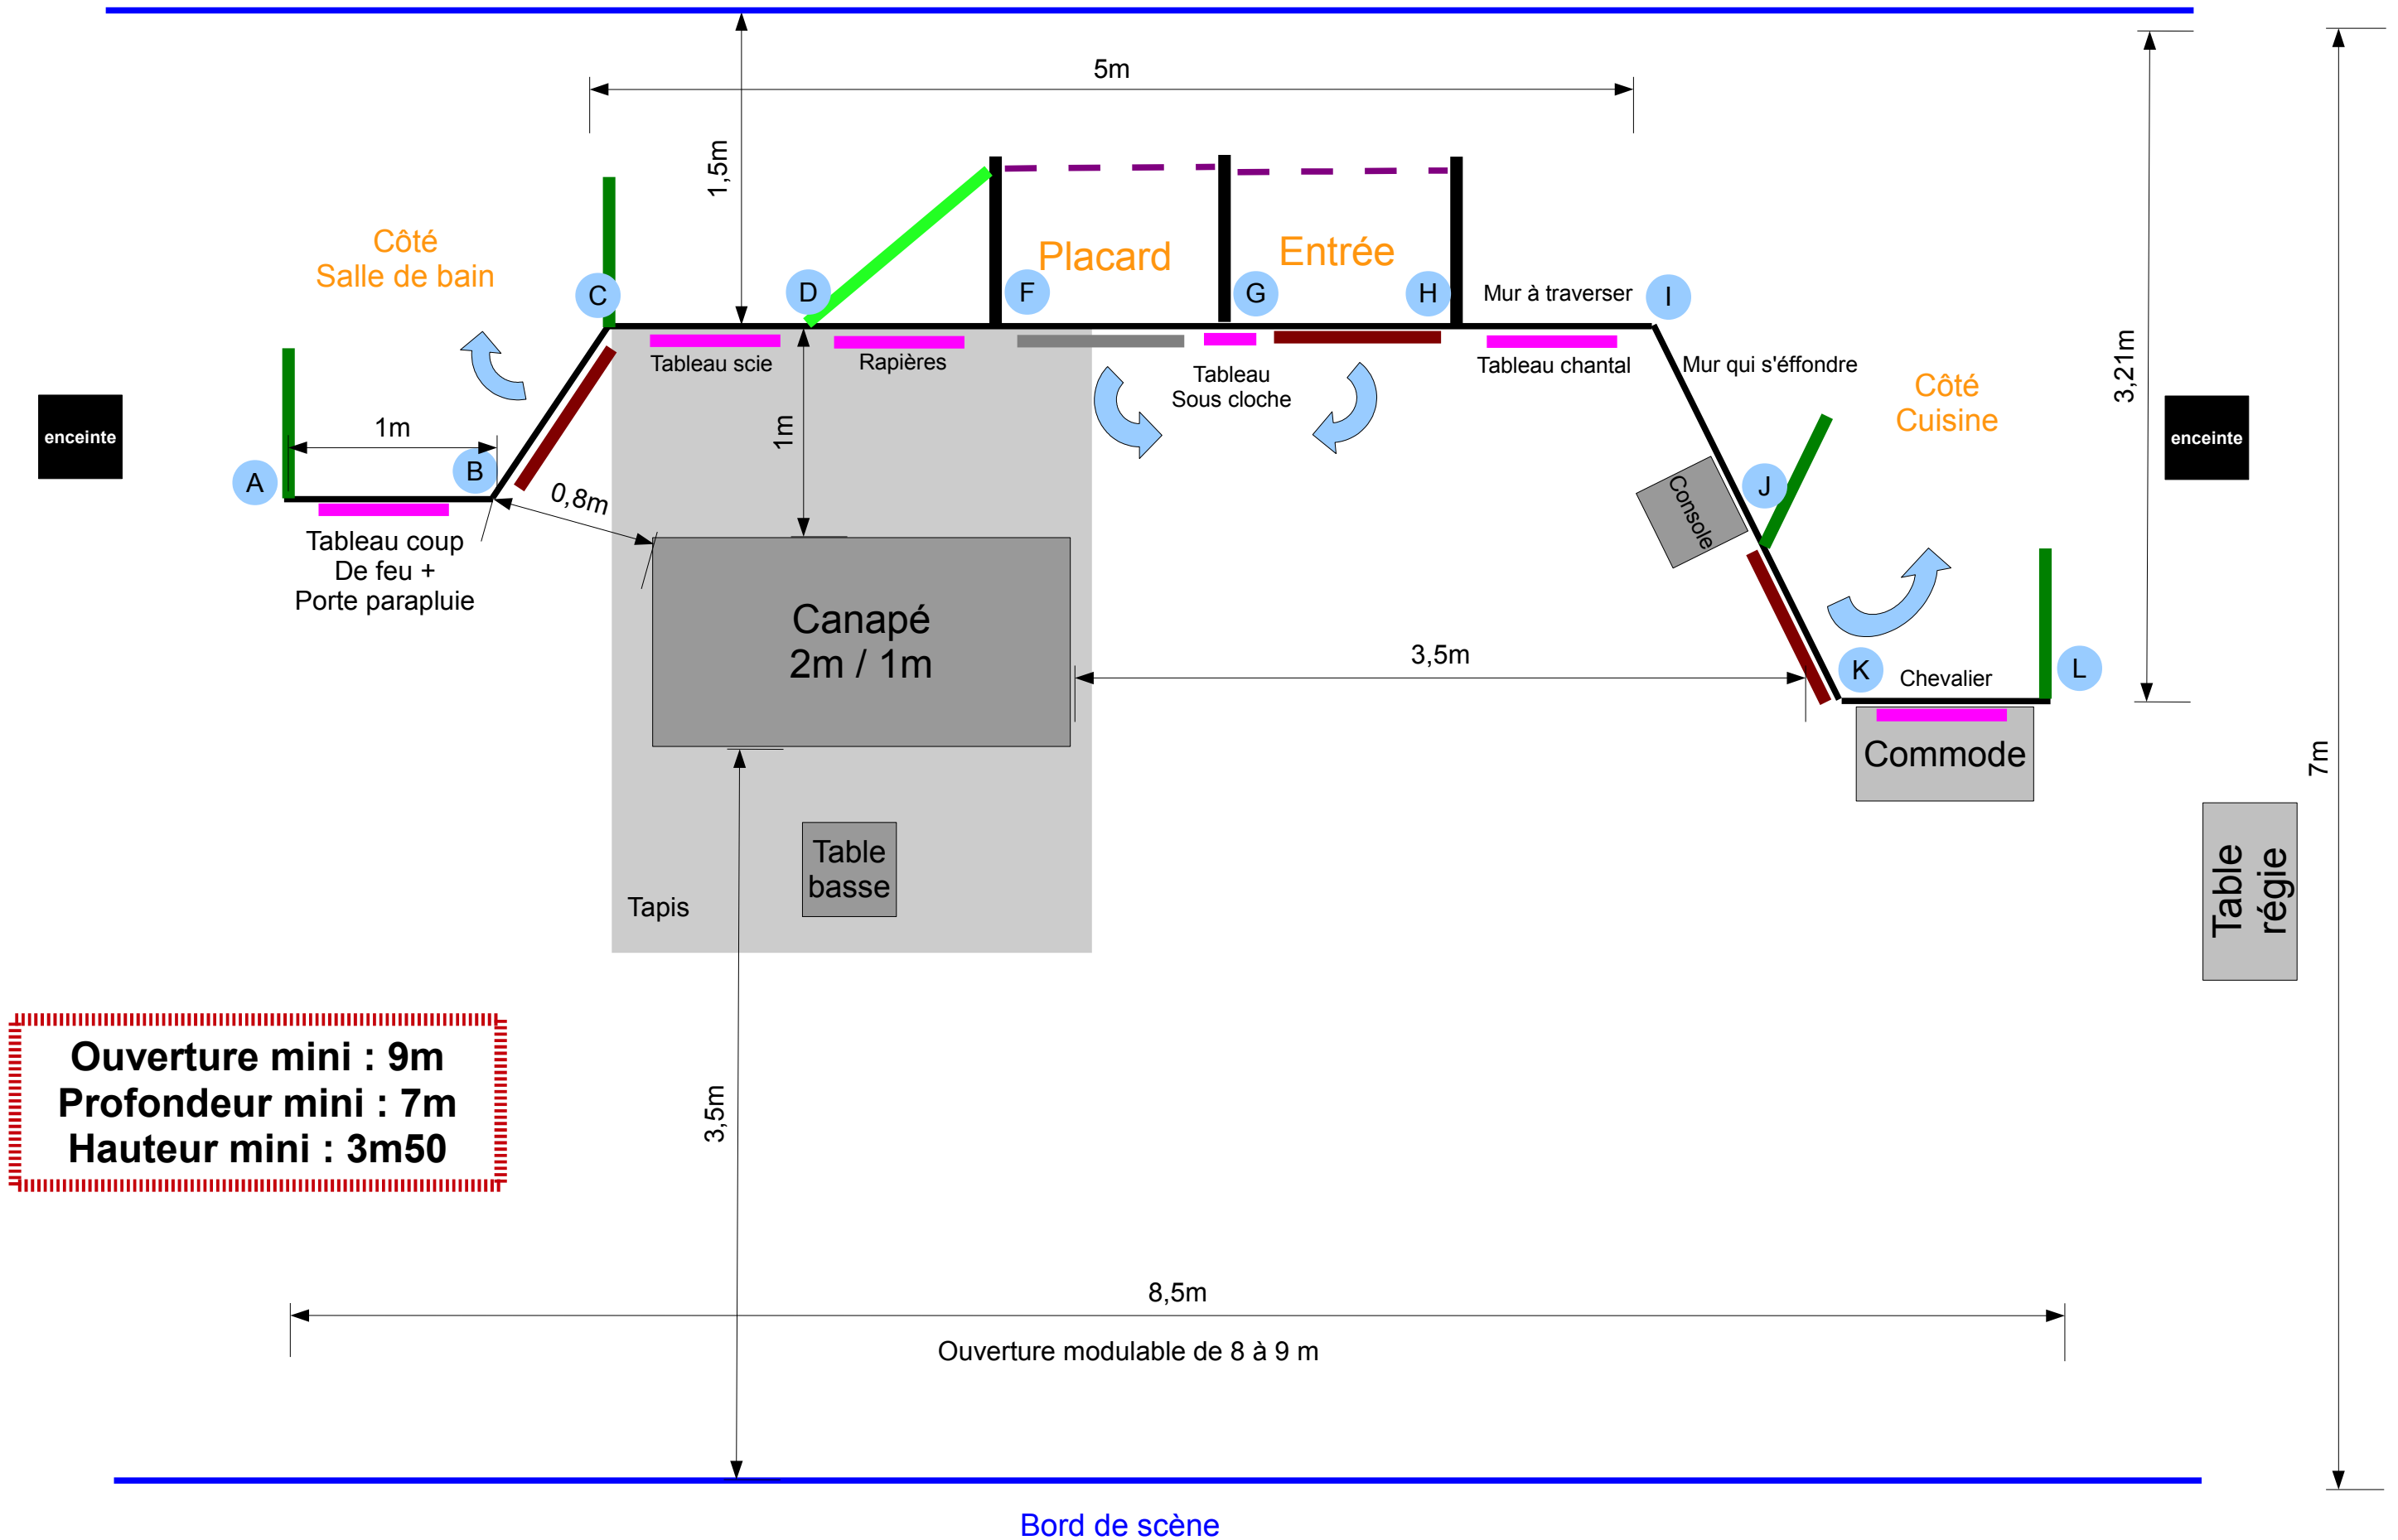 5m
1,5m
Côté
Salle de bain
Placard
Entrée
C
D
F
G
H
Mur à traverser
I
Tableau scie
Rapières
Tableau
Sous cloche
Tableau chantal
Mur qui s'éffondre
Côté
Cuisine
3,21m
enceinte
1m
1m
enceinte
A
B
0,8m
Console
J
Tableau coup
De feu +
Porte parapluie
Canapé
2m / 1m
3,5m
K
Chevalier
L
Commode
7m
Table
basse
Tapis
Table
régie
Ouverture mini : 9m
Profondeur mini : 7m
Hauteur mini : 3m50
3,5m
8,5m
Ouverture modulable de 8 à 9 m
Bord de scène